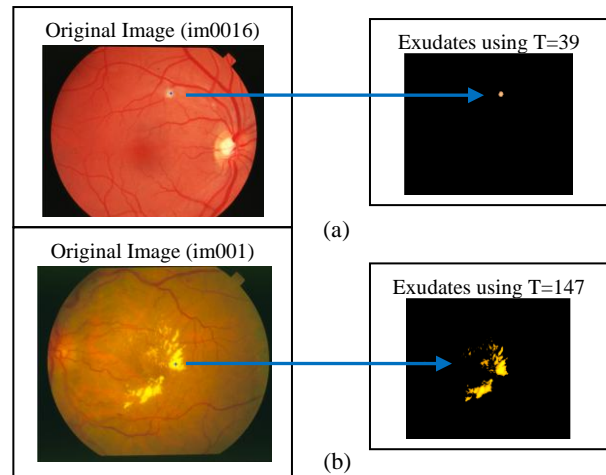 Original Image (im0016)
Exudates using T=39
(a)
Original Image (im001)
Exudates using T=147
(b)